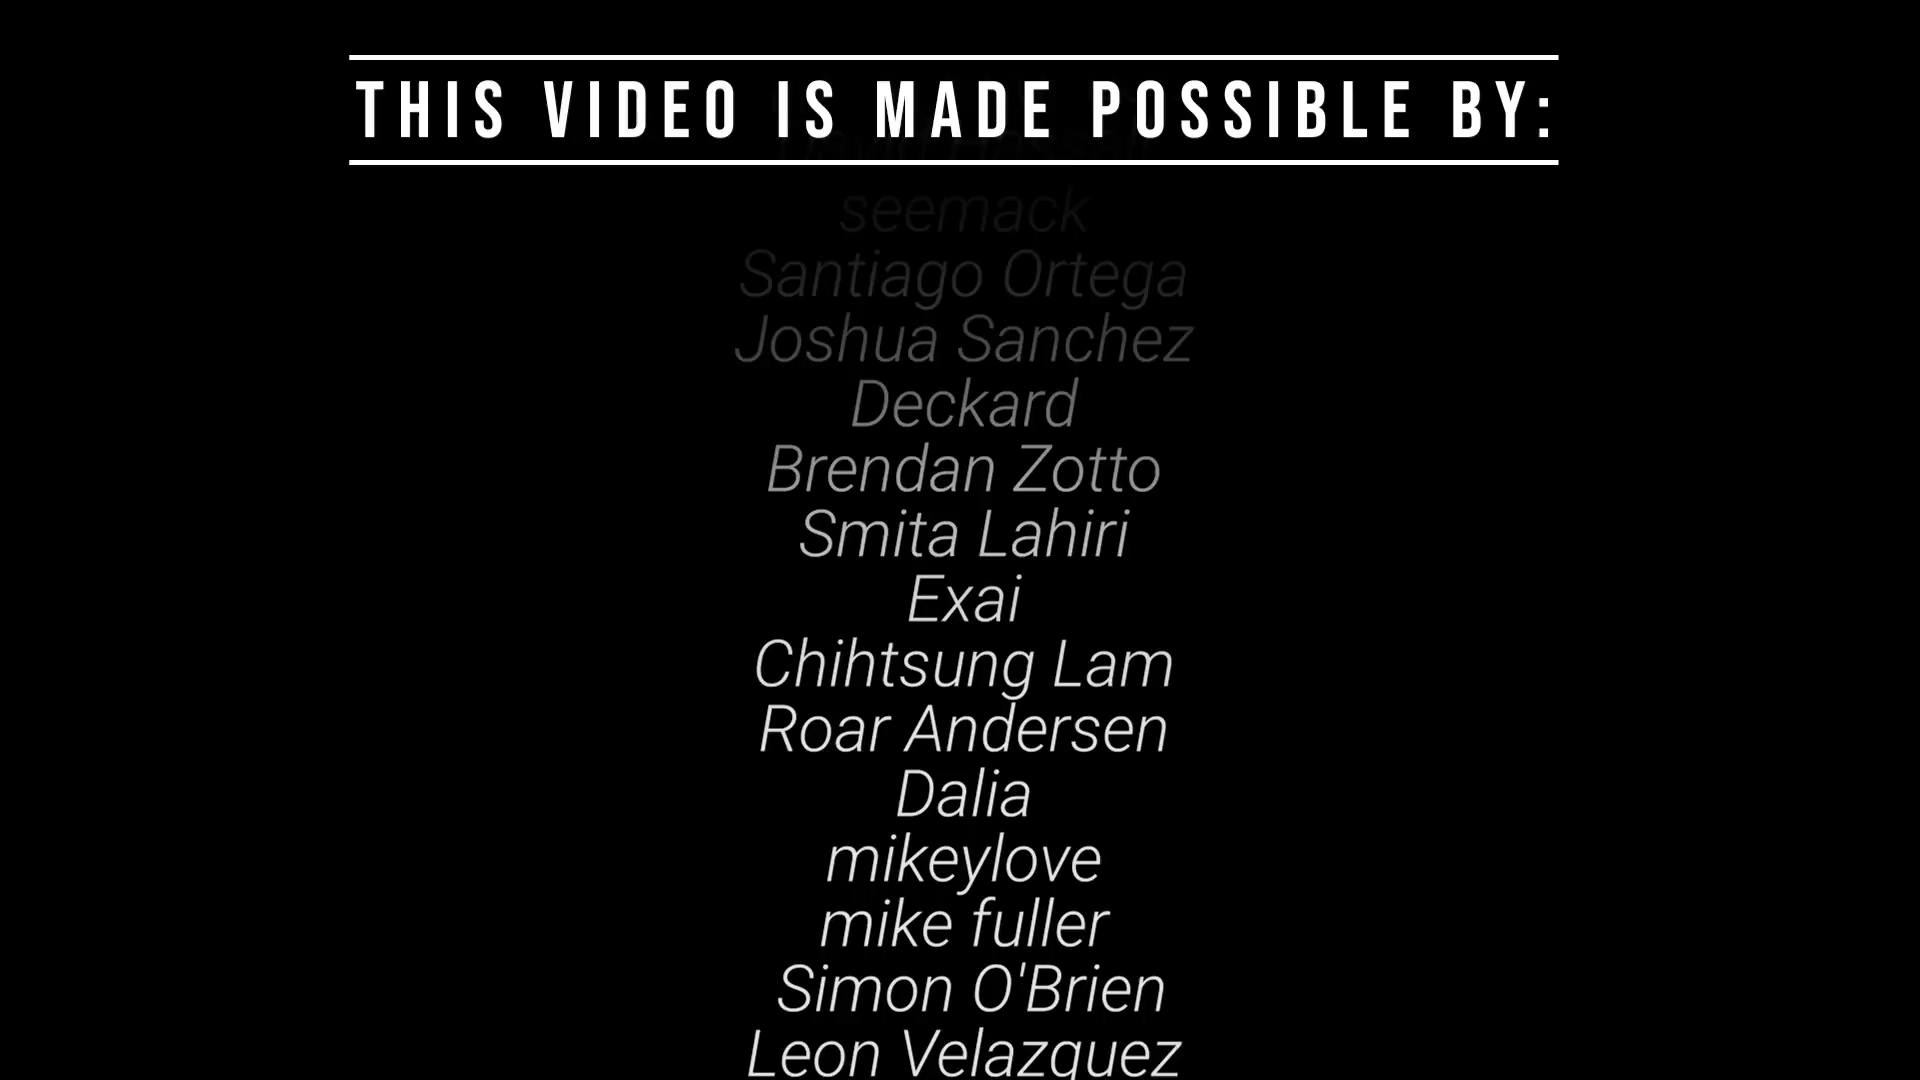 THIS VIDEO IS MADE POSSIBLE BY:
seemack
Santiago Ortega
Joshua Sanchez
Deckard
Brendan Zotto
Smita Lahiri
Exai
Chihtsung Lam
Roar Andersen
Dalia
mikeylove
mike fuller
Simon O'Brien
Leon Velazquez